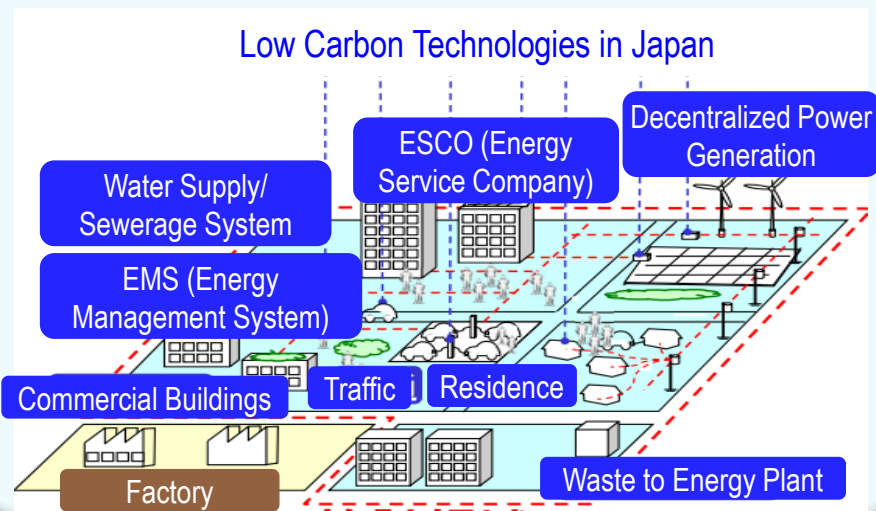 Low Carbon Technologies in Japan
Decentralized Power
Generation
ESCO (Energy
Service Company)
Water Supply/
Sewerage System
EMS (Energy
Management System)
Commercial Buildings
Traffic
Residence
Waste to Energy Plant
Factory